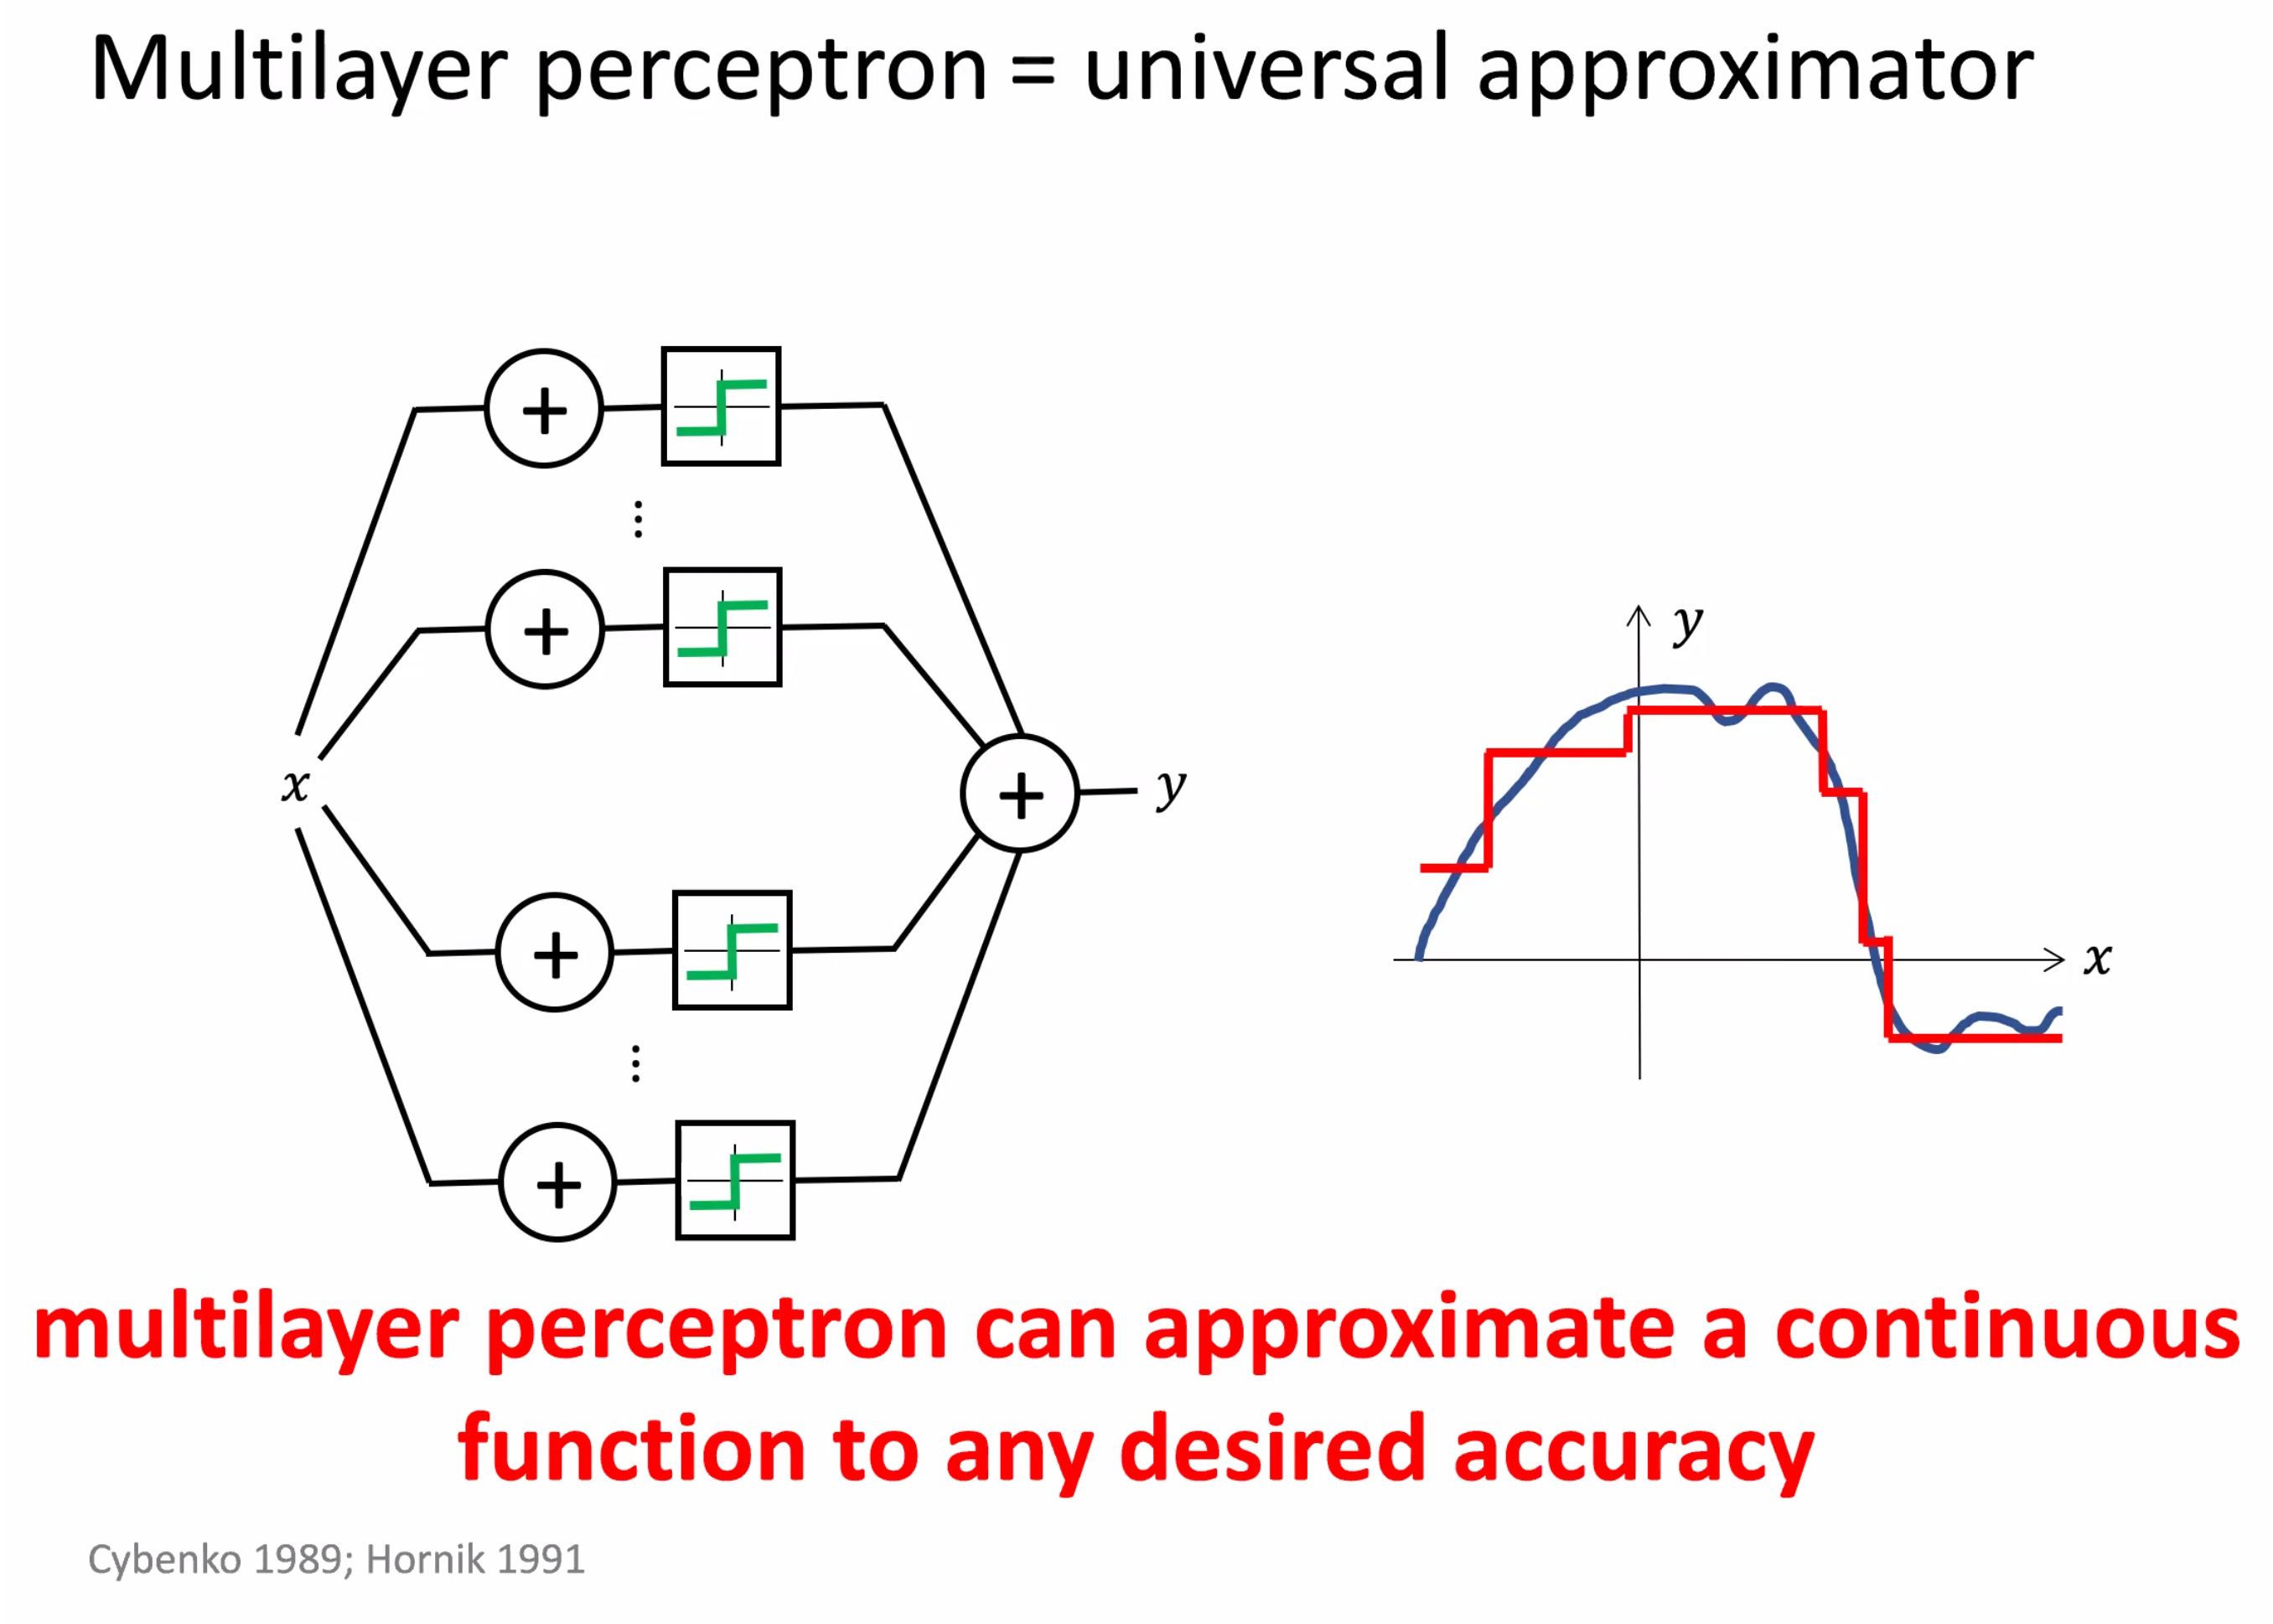 Multilayer perceptron = universal approximator
+
⋮
+
x
+
y
+
⋮
+
y
x
multilayer perceptron can approximate a continuous
function to any desired accuracy
Cybenko 1989; Hornik 1991